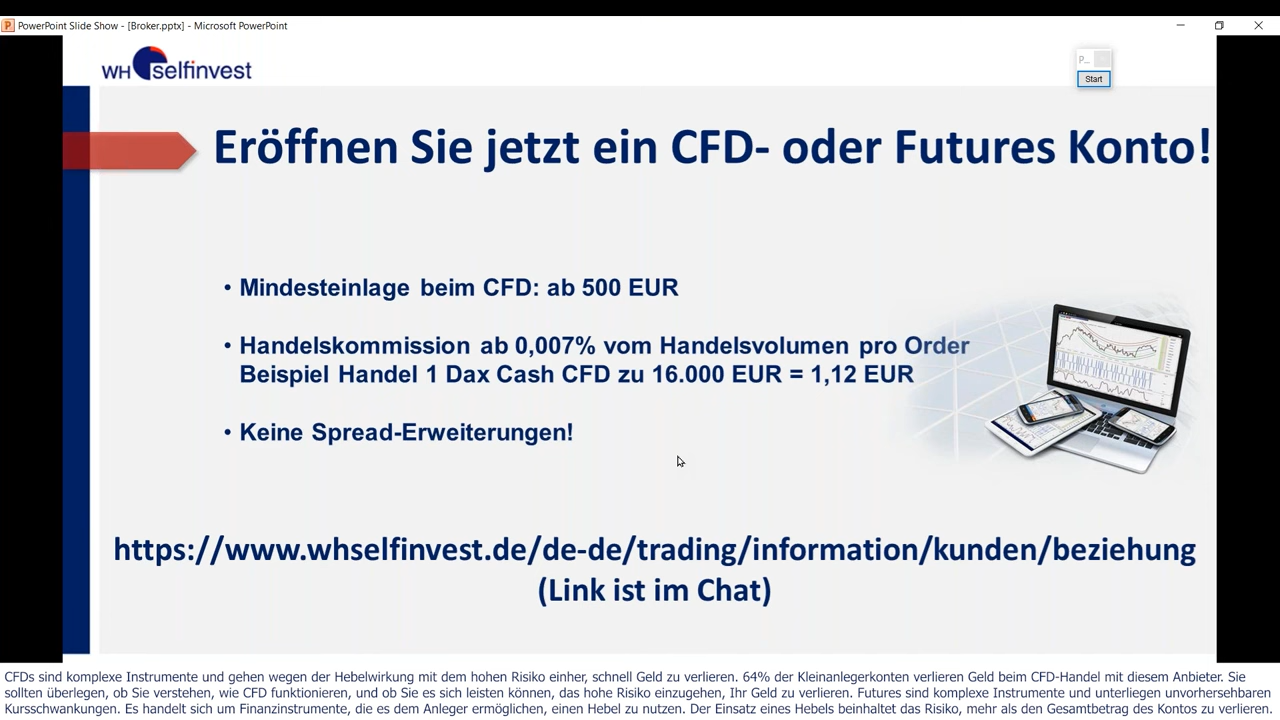 PowerPoint Slide Show - [Broker.pptx] - Microsoft PowerPoint
WH selfinvest
P...
Start
Eröffnen Sie jetzt ein CFD- oder Futures Konto!
• Mindesteinlage beim CFD: ab 500 EUR
• Handelskommission ab 0,007% vom Handelsvolumen pro Order
Beispiel Handel 1 Dax Cash CFD zu 16.000 EUR = 1,12 EUR
• Keine Spread-Erweiterungen!
https://www.whselfinvest.de/de-de/trading/information/kunden/beziehung
(Link ist im Chat)
CFDs sind komplexe Instrumente und gehen wegen der Hebelwirkung mit dem hohen Risiko einher, schnell Geld zu verlieren. 64% der Kleinanlegerkonten verlieren Geld beim CFD-Handel mit diesem Anbieter. Sie
sollten überlegen, ob Sie verstehen, wie CFD funktionieren, und ob Sie es sich leisten können, das hohe Risiko einzugehen, Ihr Geld zu verlieren. Futures sind komplexe Instrumente und unterliegen unvorhersehbaren
Kursschwankungen. Es handelt sich um Finanzinstrumente, die es dem Anleger ermöglichen, einen Hebel zu nutzen. Der Einsatz eines Hebels beinhaltet das Risiko, mehr als den Gesamtbetrag des Kontos zu verlieren.